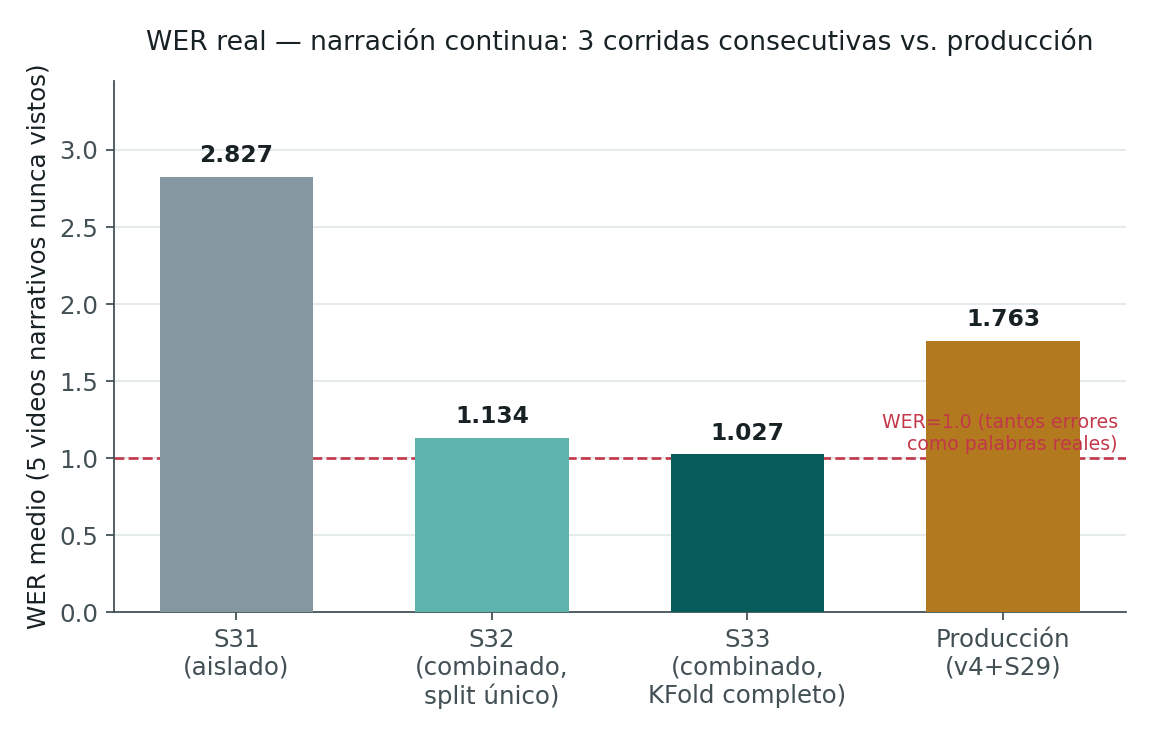 WER real — narración continua: 3 corridas consecutivas vs. producción
WER medio (5 videos narrativos nunca vistos)
3.0
2.5
2.0
1.5
1.0
0.5
0.0
2.827
1.134
1.027
1.763
WER=1.0 (tantos errores
como palabras reales)
S31
(aislado)
S32
(combinado,
split único)
S33
(combinado,
KFold completo)
Producción
(v4+S29)